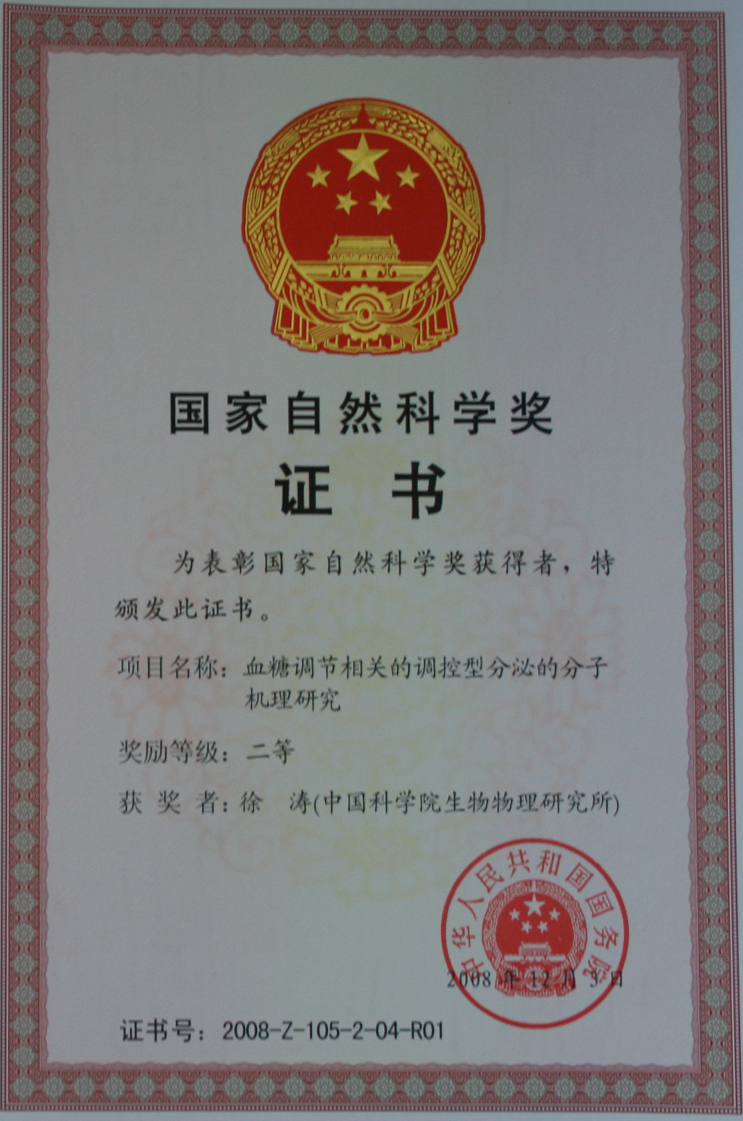 国家自然科学奖
证书
为表彰国家自然科学奖获得者，特
颁发此证书。
项目名称：血糖调节相关的调控型分泌的分子
机理研究
奖励等级：二等
获奖者：徐 涛(中国科学院生物物理研究所)
中华人民共和国国务院
2008年12月9日
证书号：2008-Z-105-2-04-R01